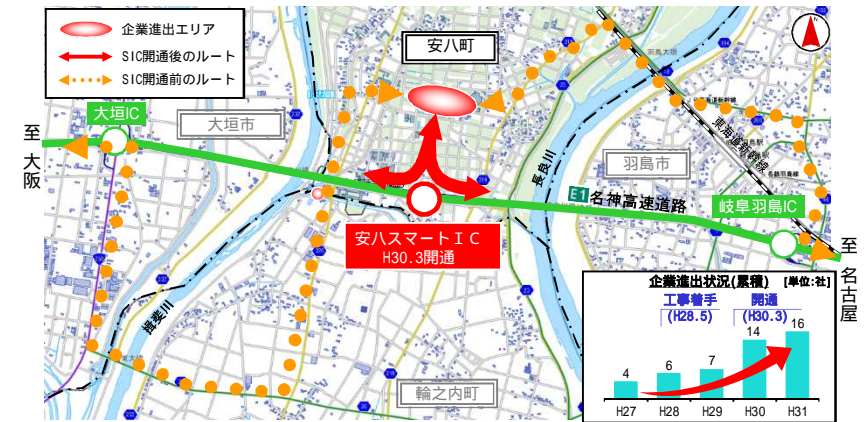 企業進出エリア
SIC開通後のルート
SIC開通前のルート
安八町
N
大垣IC
大垣市
至
大
阪
羽島市
長良川
東海道新幹線
E1 名神高速道路
岐阜羽島IC
至
名
古
屋
安八スマートIC
H30.3開通
揖斐川
輪之内町
企業進出状況(累積) [単位:社]
工事着手 開通
(H28.5) (H30.3)
4 6 7 14 16
H27 H28 H29 H30 H31